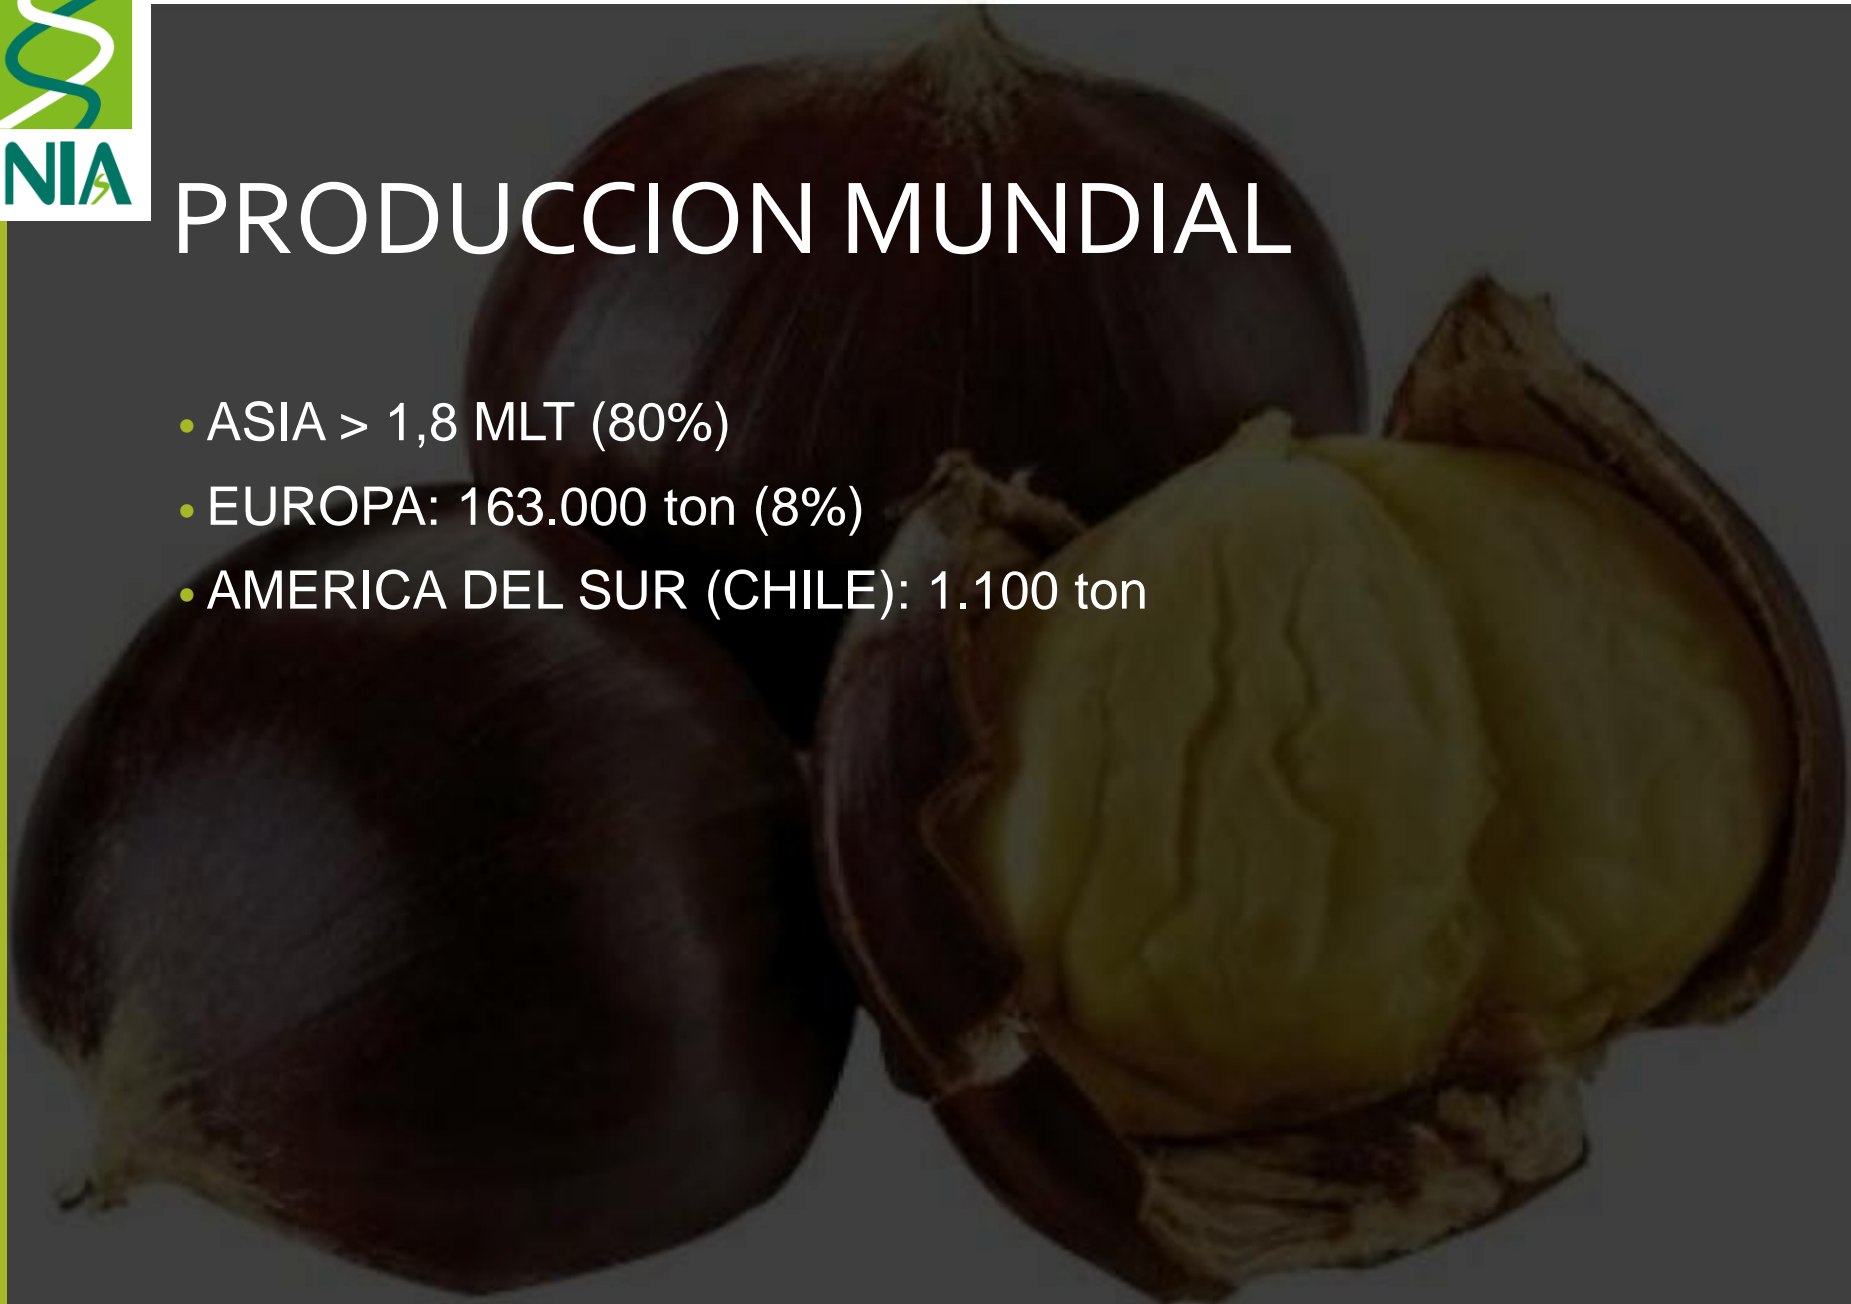 NIA
PRODUCCION MUNDIAL
• ASIA > 1,8 MLT (80%)
• EUROPA: 163.000 ton (8%)
• AMERICA DEL SUR (CHILE): 1.100 ton